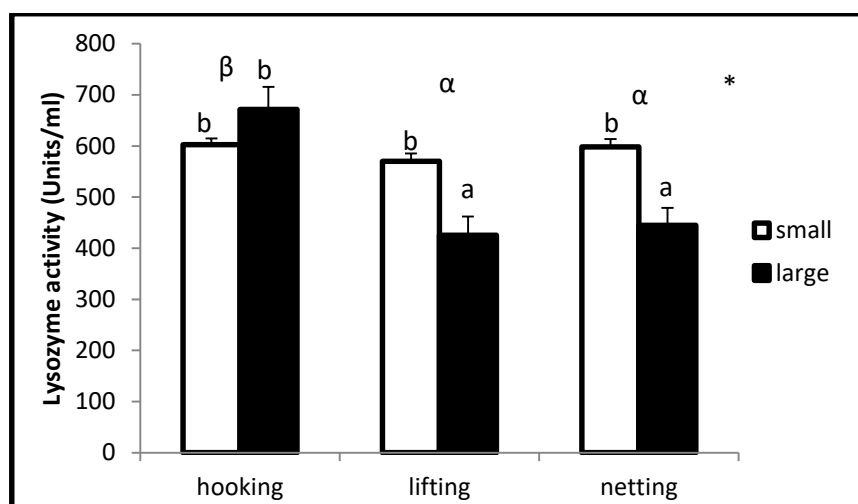 Lysozyme activity (Units/ml)
800
700
600
500
400
300
200
100
0
β b
b
α
b
a
α *
b
a
hooking lifting netting
small
large